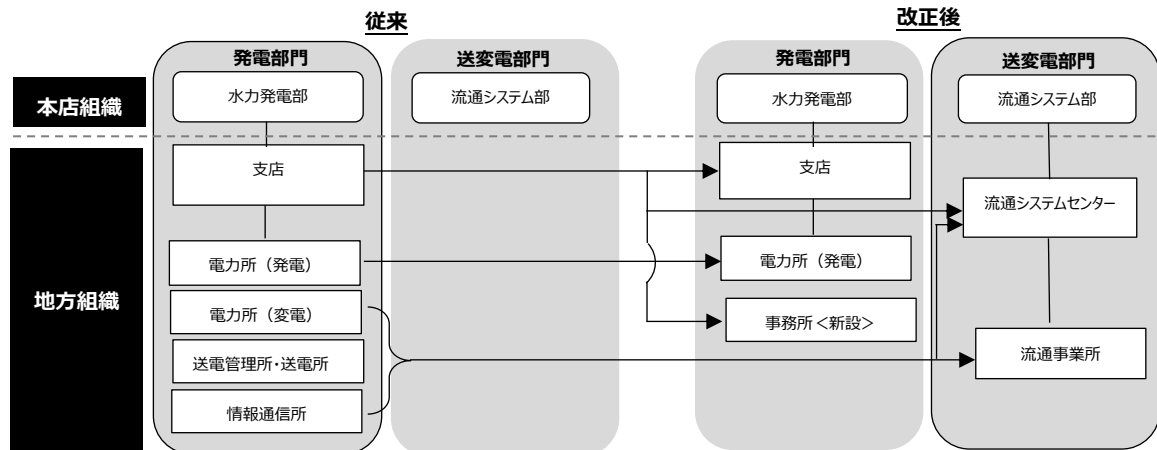 従来
改正後
発電部門
送変電部門
発電部門
送変電部門
本店組織
水力発電部
流通システム部
水力発電部
流通システム部
地方組織
支店
支店
流通システムセンター
電力所（発電）
電力所（発電）
電力所（変電）
事務所＜新設＞
送電管理所・送電所
流通事業所
情報通信所